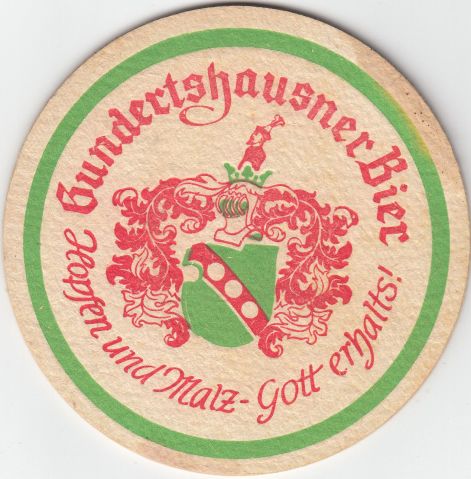 Gundertshausner Bier
Hopfen und Malz - Gott erhalts!